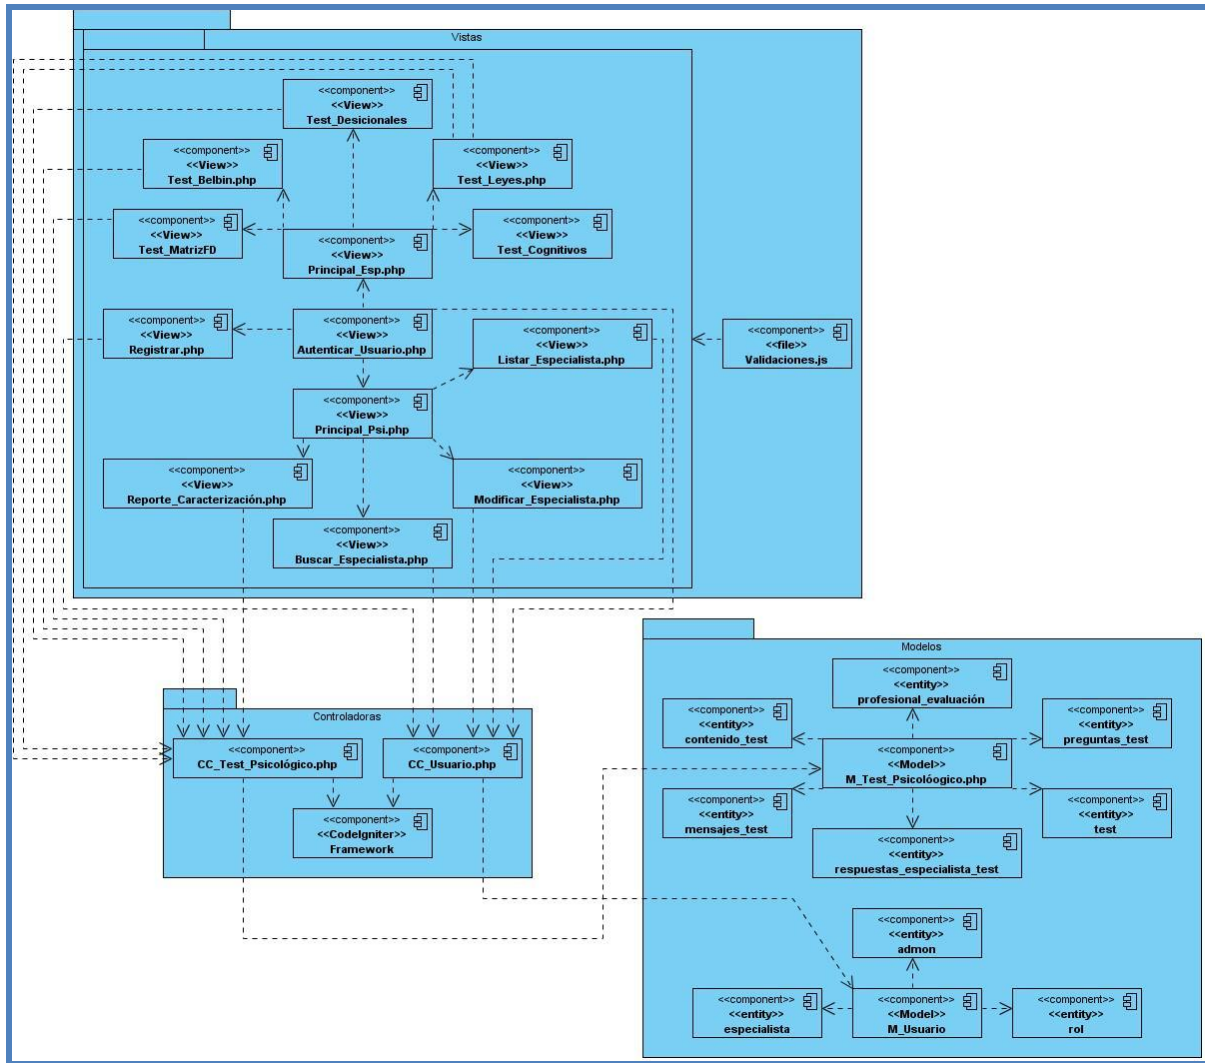 Vistas
<<component>>
<<View>>
Test_Desicionales
<<component>>
<<View>>
Test_Belbin.php
<<component>>
<<View>>
Test_Leyes.php
<<component>>
<<View>>
Test_MatrizFD
<<component>>
<<View>>
Principal_Esp.php
<<component>>
<<View>>
Test_Cognitivos
<<component>>
<<View>>
Registrar.php
<<component>>
<<View>>
Autenticar_Usuario.php
<<component>>
<<View>>
Listar_Especialista.php
<<component>>
<<file>>
Validaciones.js
<<component>>
<<View>>
Principal_Psi.php
<<component>>
<<View>>
Reporte_Caracterización.php
<<component>>
<<View>>
Modificar_Especialista.php
<<component>>
<<View>>
Buscar_Especialista.php
Controladoras
<<component>>
CC_Test_Psicológico.php
<<component>>
CC_Usuario.php
<<component>>
<<CodeIgniter>>
Framework
Modelos
<<component>>
<<entity>>
profesional_evaluación
<<component>>
<<entity>>
contenido_test
<<component>>
<<entity>>
preguntas_test
<<component>>
<<Model>>
M_Test_Psicolóogico.php
<<component>>
<<entity>>
mensajes_test
<<component>>
<<entity>>
test
<<component>>
<<entity>>
respuestas_especialista_test
<<component>>
<<entity>>
admon
<<component>>
<<entity>>
especialista
<<component>>
<<Model>>
M_Usuario
<<component>>
<<entity>>
rol